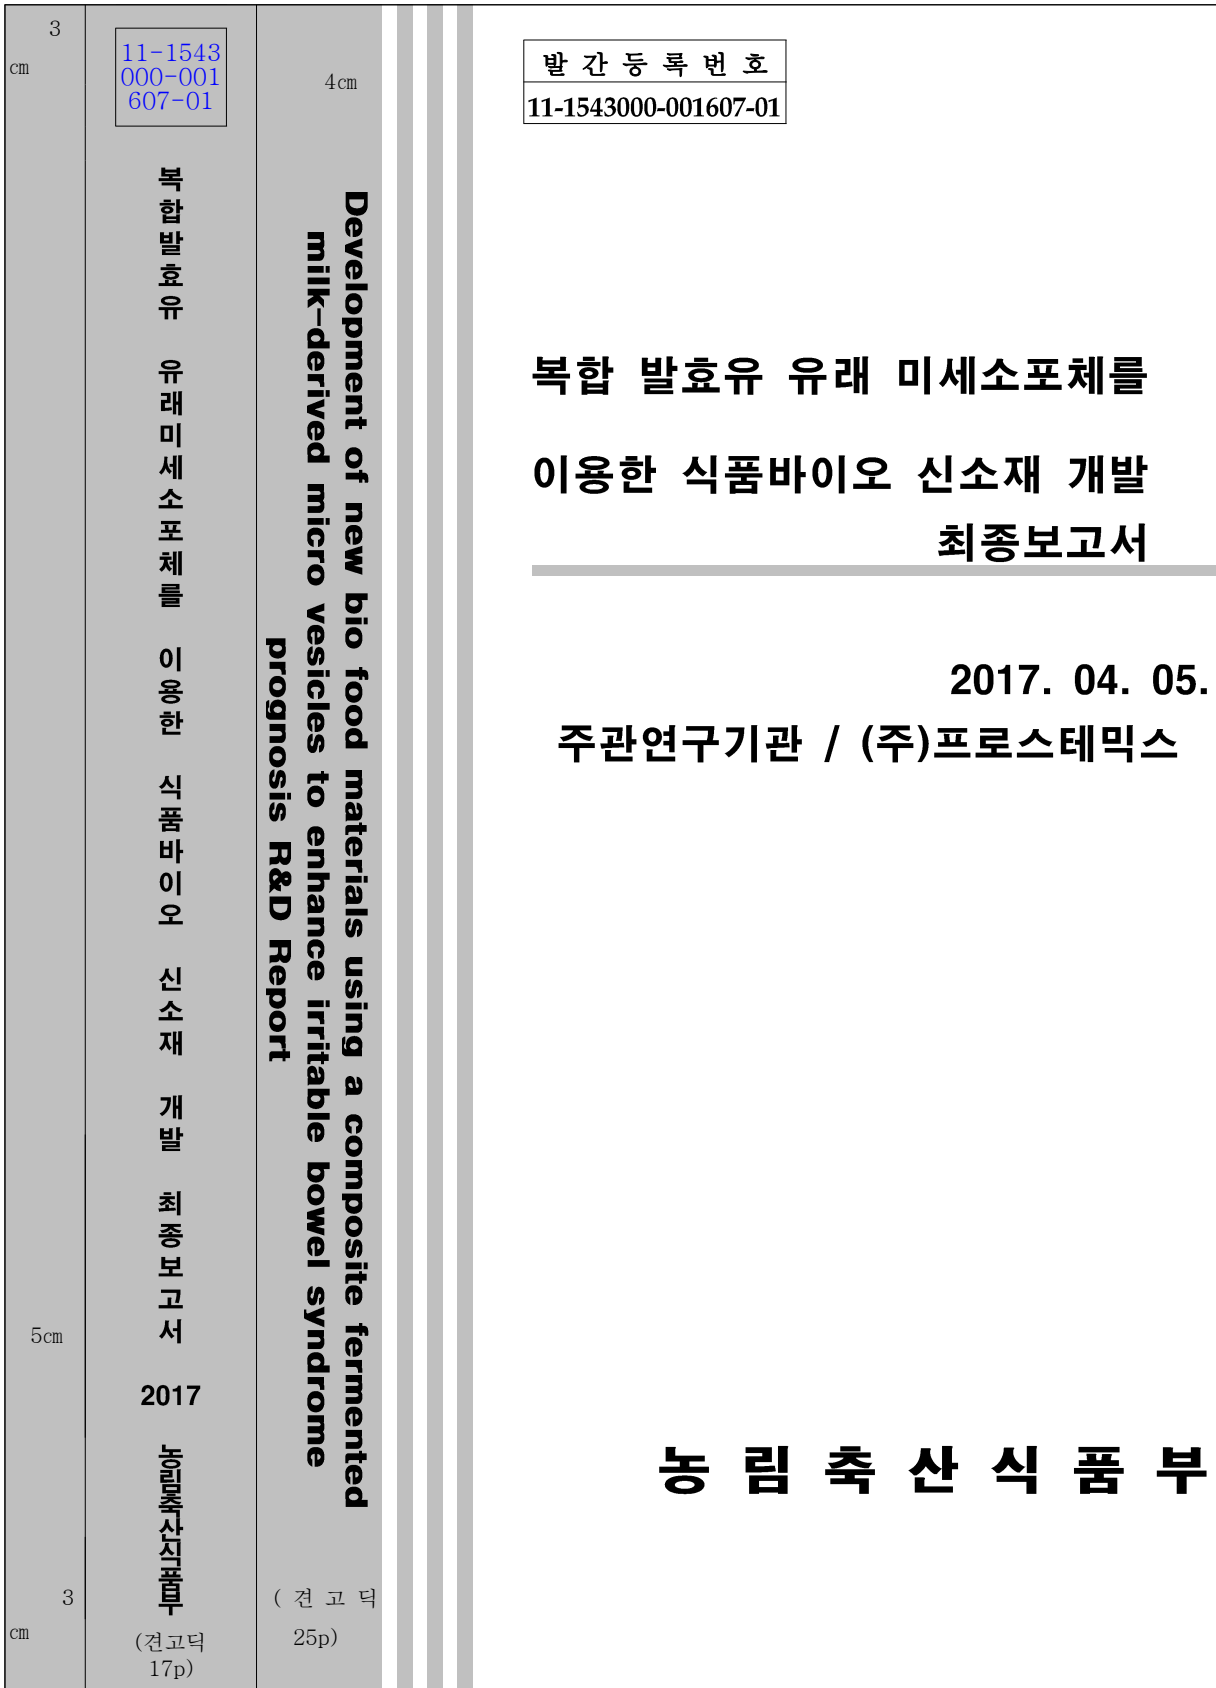 3
cm
11-1543
000-001
607-01
복합발효유 유래미세소포체를 이용한 식품바이오 신소재 개발 최종보고서 2017 농림축산식품부
(견고딕
17p)
5cm
3
cm
4cm
Development of new bio food materials using a composite fermented
milk-derived micro vesicles to enhance irritable bowel syndrome
prognosis R&D Report
( 견 고 딕
25p)
발 간 등 록 번 호
11-1543000-001607-01
복합 발효유 유래 미세소포체를
이용한 식품바이오 신소재 개발
최종보고서
2017. 04. 05.
주관연구기관 / (주)프로스테믹스
농 림 축 산 식 품 부